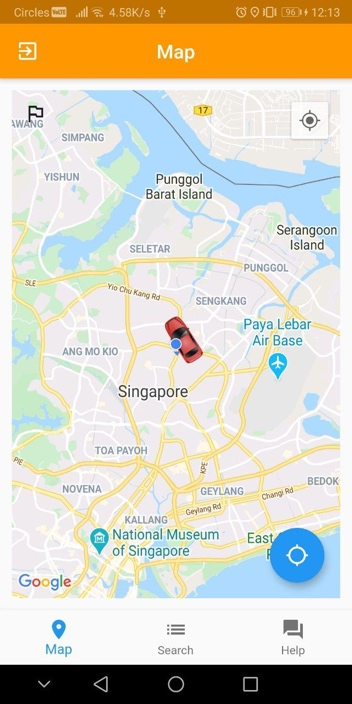 Circles VoLTE 4.58K/s 96 12:13
Map
17
AWANG
SIMPANG
YISHUN
Punggol
Barat Island
Serangoon
Island
SELETAR
PUNGGOL
SLE
Yio Chu Kang Rd
SENGKANG
Paya Lebar
Air Base
ANG MO KIO
Singapore
TOA PAYOH
PIE
KPE
BEDOK
NOVENA
GEYLANG
Changi Rd
Geylang Rd
KALLANG
National Museum
of Singapore
East
Google
Map
Search
Help